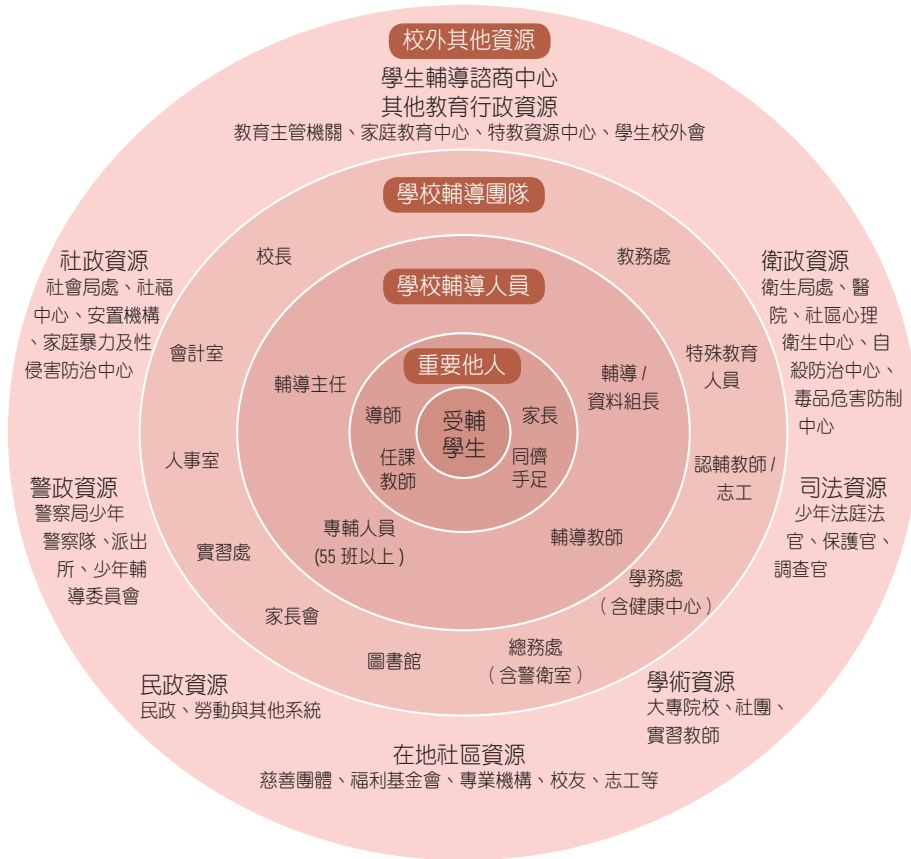 校外其他資源
學生輔導諮商中心
其他教育行政資源
教育主管機關、家庭教育中心、特教資源中心、學生校外會
學校輔導團隊
校長
教務處
社政資源
社會局處、社福
中心、安置機構
、家庭暴力及性
侵害防治中心
衛政資源
衛生局處、醫
院、社區心理
衛生中心、自
殺防治中心、
毒品危害防制
中心
學校輔導人員
會計室
特殊教育
人員
重要他人
輔導主任
輔導 /
資料組長
導師
家長
受輔
學生
任課
教師
同儕
手足
人事室
認輔教師 /
志工
警政資源
警察局少年
警察隊、派出
所、少年輔
導委員會
司法資源
少年法庭法
官、保護官、
調查官
專輔人員
(55 班以上 )
輔導教師
實習處
學務處
( 含健康中心 )
家長會
圖書館
總務處
( 含警衛室 )
民政資源
民政、勞動與其他系統
學術資源
大專院校、社團、
實習教師
在地社區資源
慈善團體、福利基金會、專業機構、校友、志工等